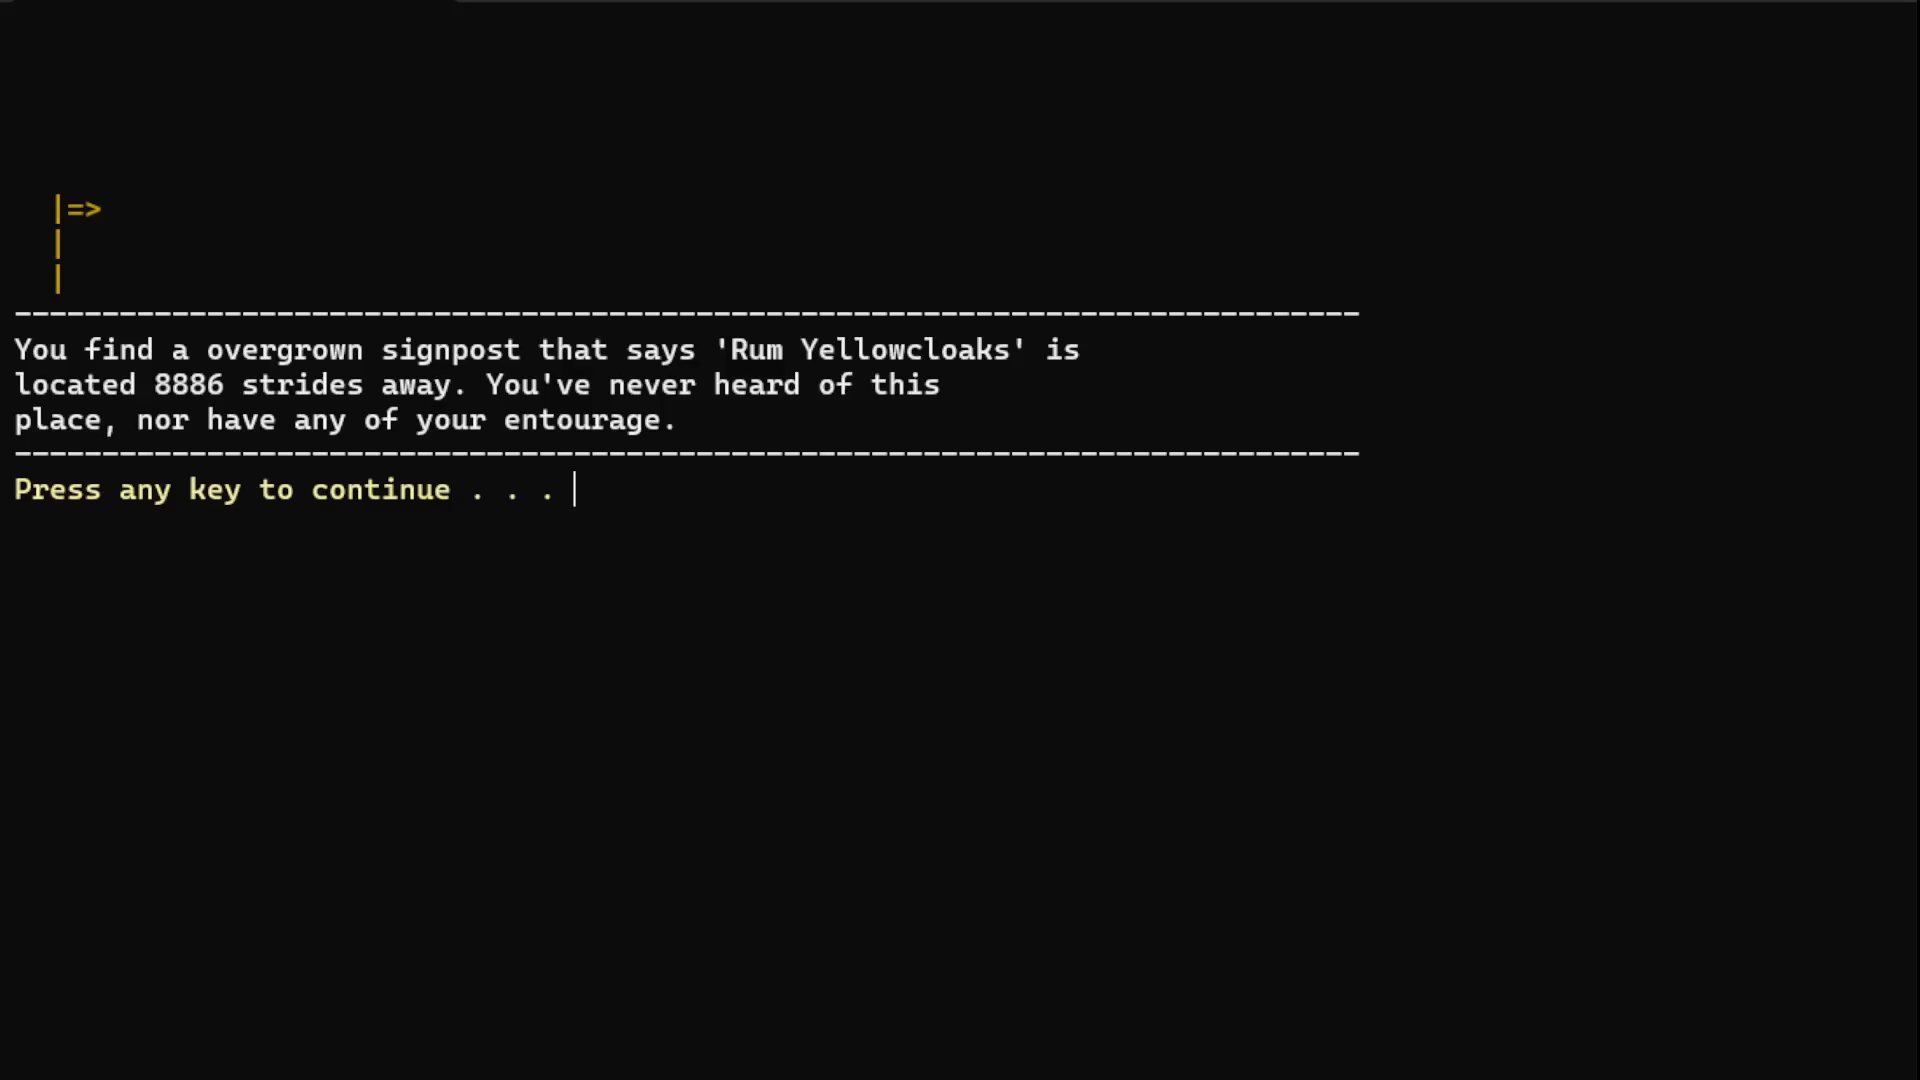 |=>
|
|
-----------------------------------------------------------------------------
You find a overgrown signpost that says 'Rum Yellowcloaks' is
located 8886 strides away. You've never heard of this
place, nor have any of your entourage.
-----------------------------------------------------------------------------
Press any key to continue . . .